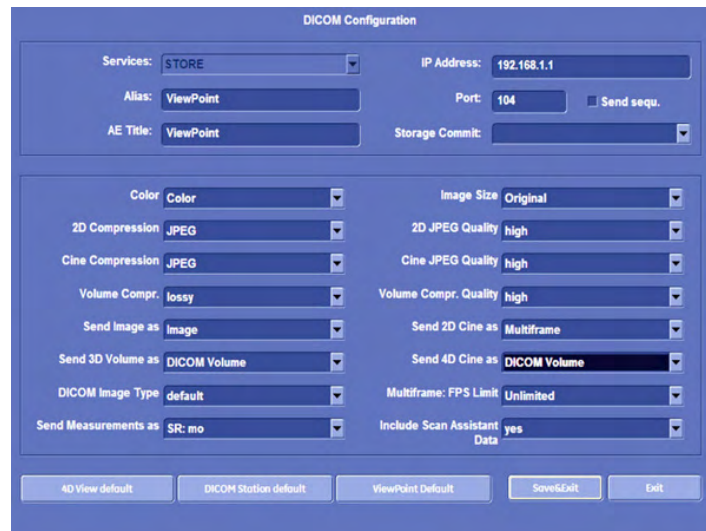 DICOM Configuration
Services: STORE IP Address: 192.168.1.1
Alias: ViewPoint Port: 104 Send sequ.
AE Title: ViewPoint Storage Commit:
Color Color Image Size Original
2D Compression JPEG 2D JPEG Quality high
Cine Compression JPEG Cine JPEG Quality high
Volume Compr. lossy Volume Compr. Quality high
Send Image as Image Send 2D Cine as Multiframe
Send 3D Volume as DICOM Volume Send 4D Cine as DICOM Volume
DICOM Image Type default Multiframe: FPS Limit Unlimited
Send Measurements as SR: mo Include Scan Assistant yes
Data
4D View default DICOM Station default ViewPoint Default Save&Exit Exit